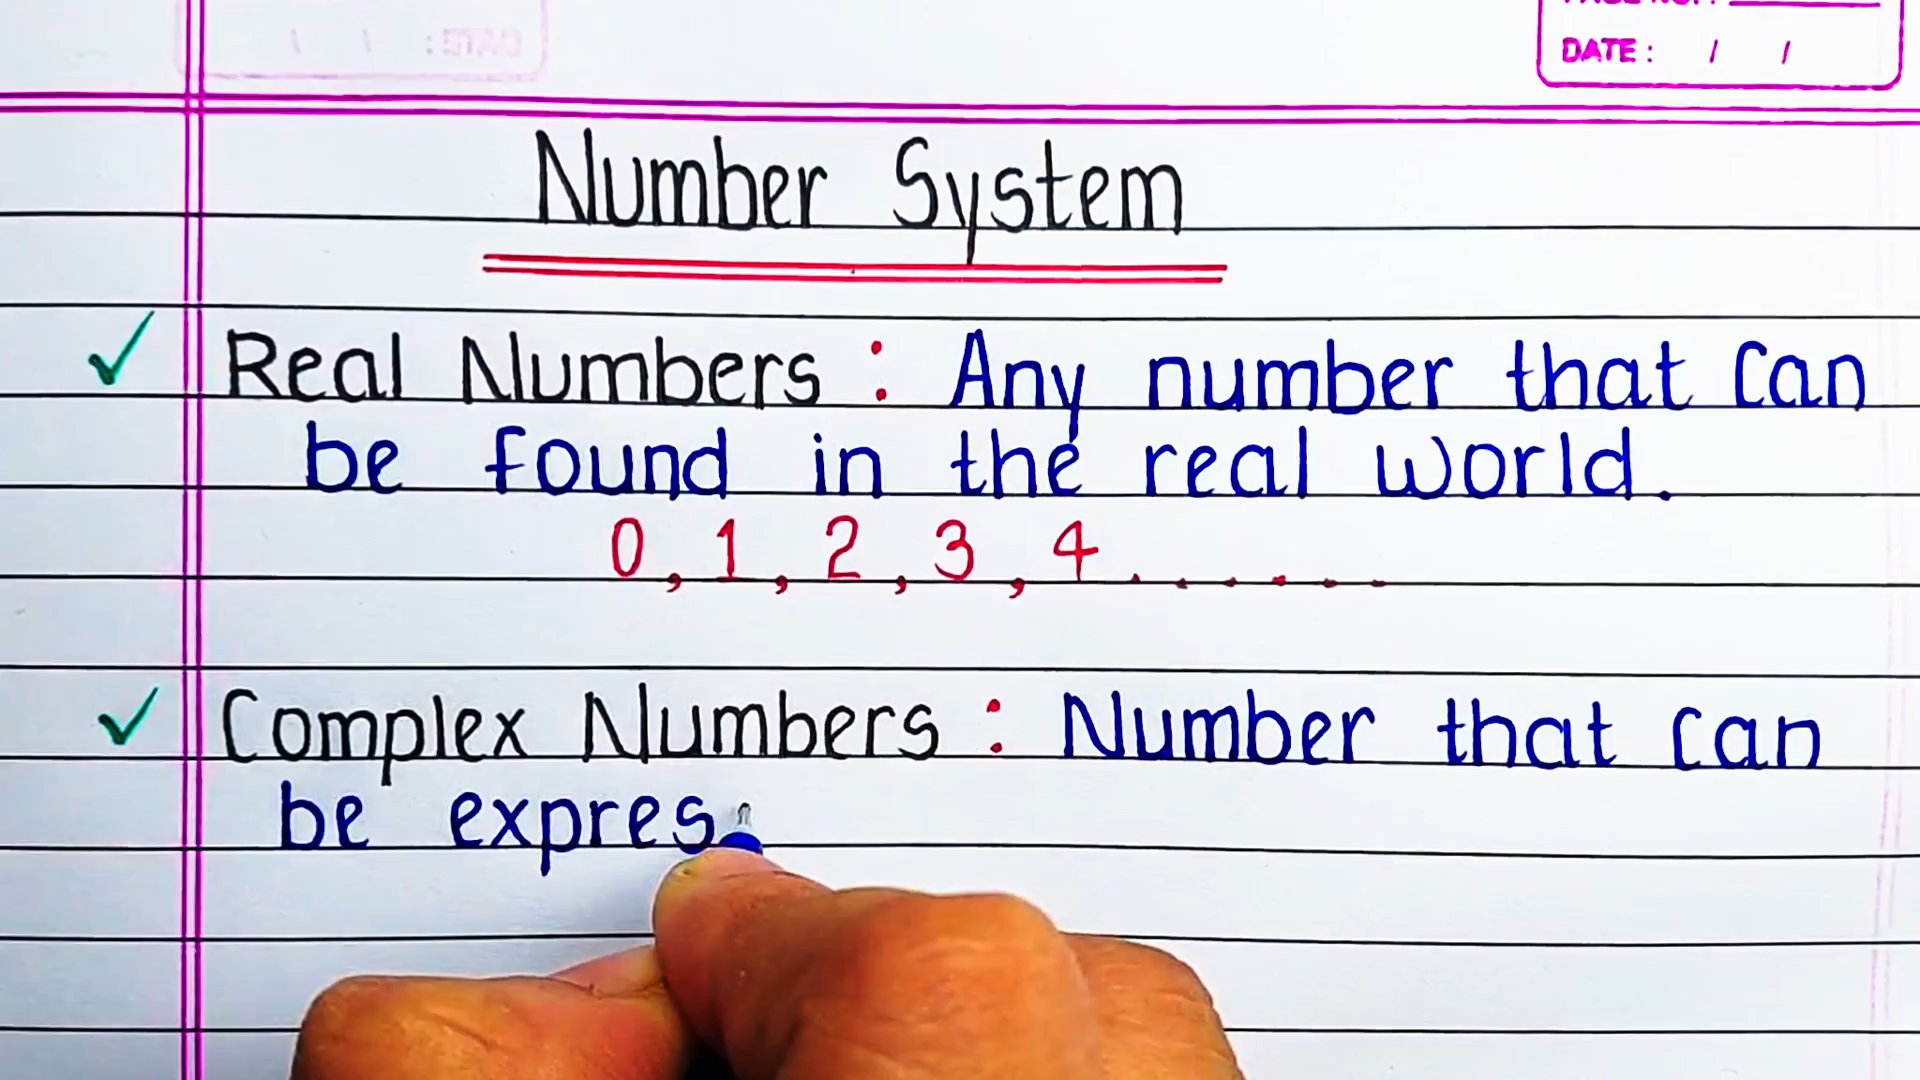 DATE : / /
Number System
Real Numbers : Any number that can
be found in the real world.
0, 1, 2, 3, 4.......
Complex Numbers : Number that can
be expres